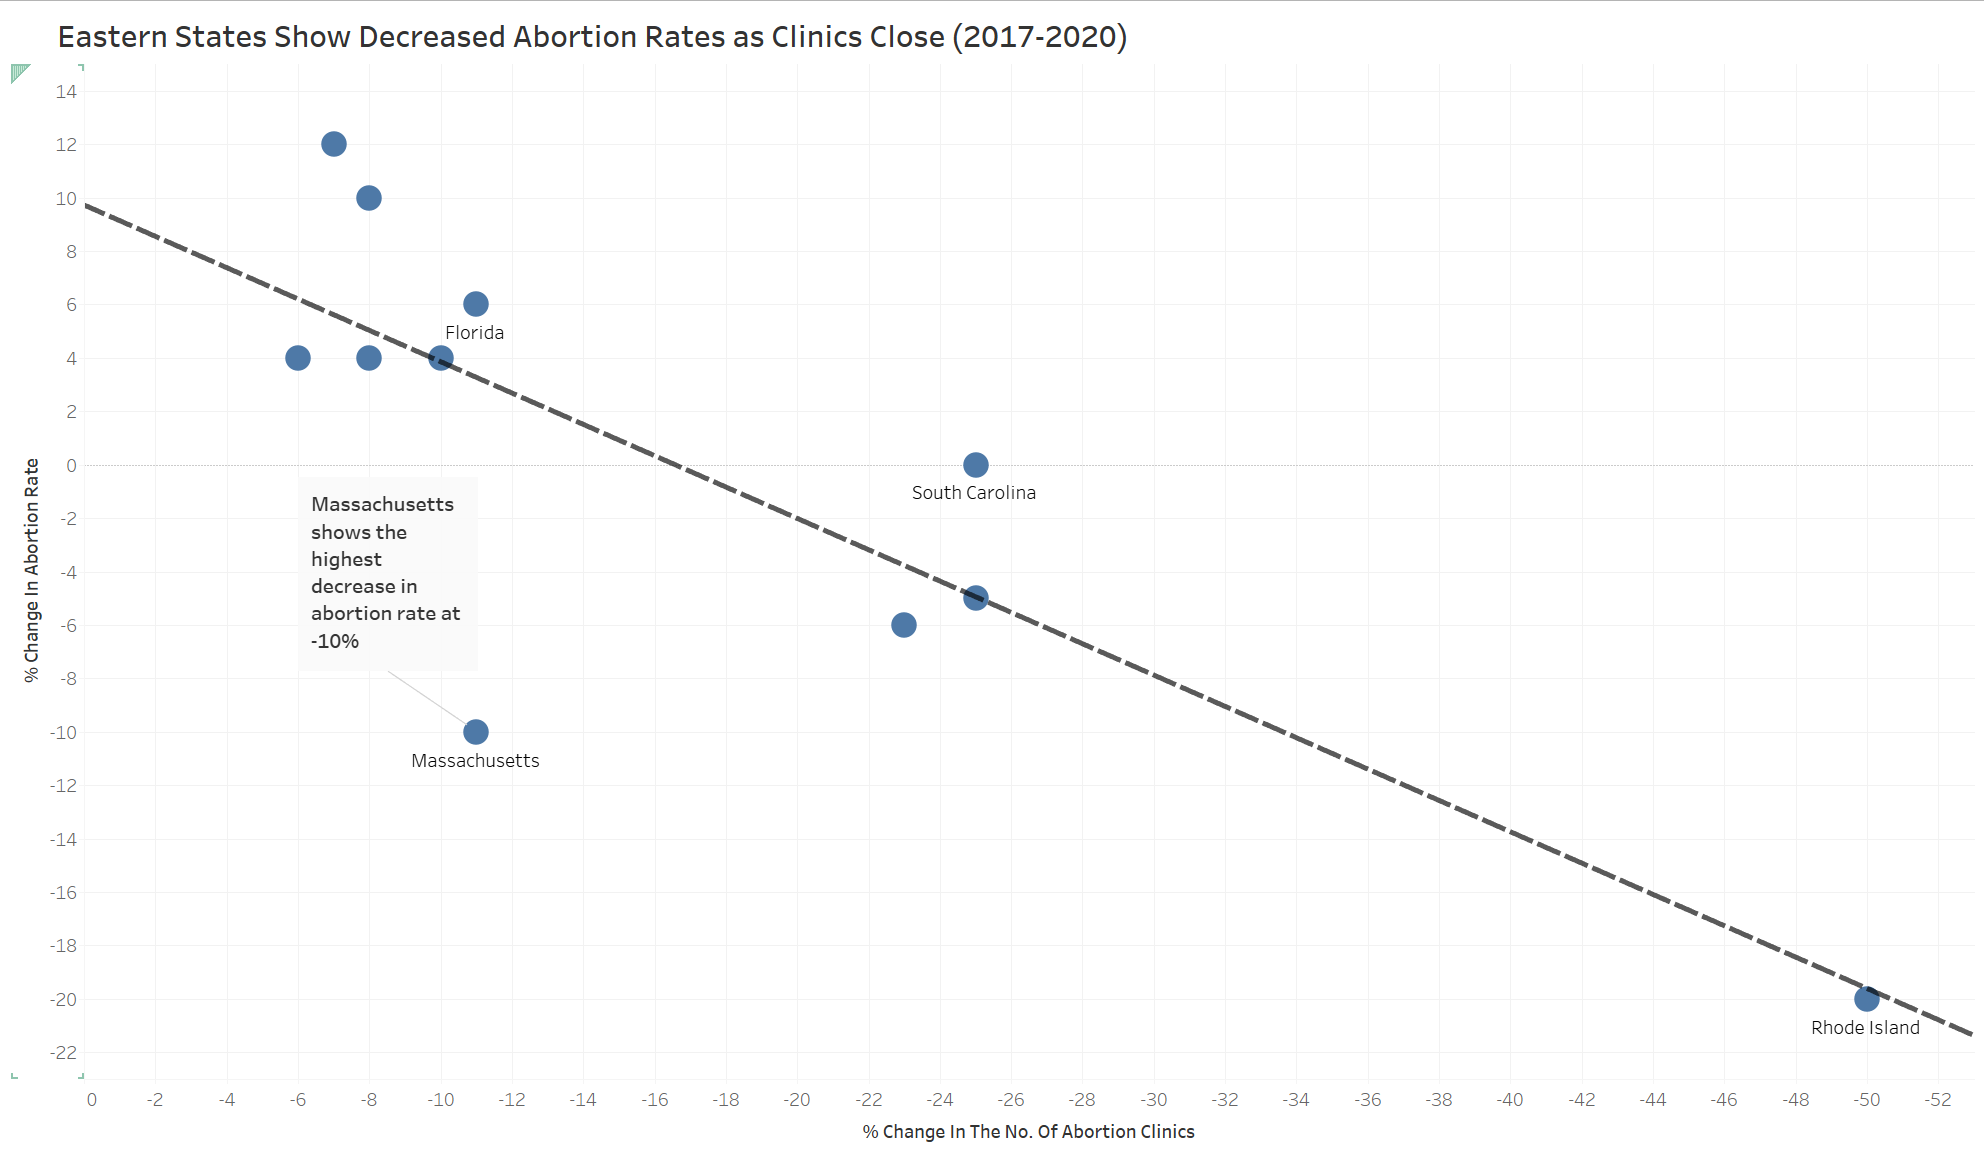 Eastern States Show Decreased Abortion Rates as Clinics Close (2017-2020)
14
12
10
8
6
4
2
0
-2
-4
-6
-8
-10
-12
-14
-16
-18
-20
-22
% Change In Abortion Rate
Florida
South Carolina
Massachusetts
shows the
highest
decrease in
abortion rate at
-10%
Massachusetts
Rhode Island
0 -2 -4 -6 -8 -10 -12 -14 -16 -18 -20 -22 -24 -26 -28 -30 -32 -34 -36 -38 -40 -42 -44 -46 -48 -50 -52
% Change In The No. Of Abortion Clinics